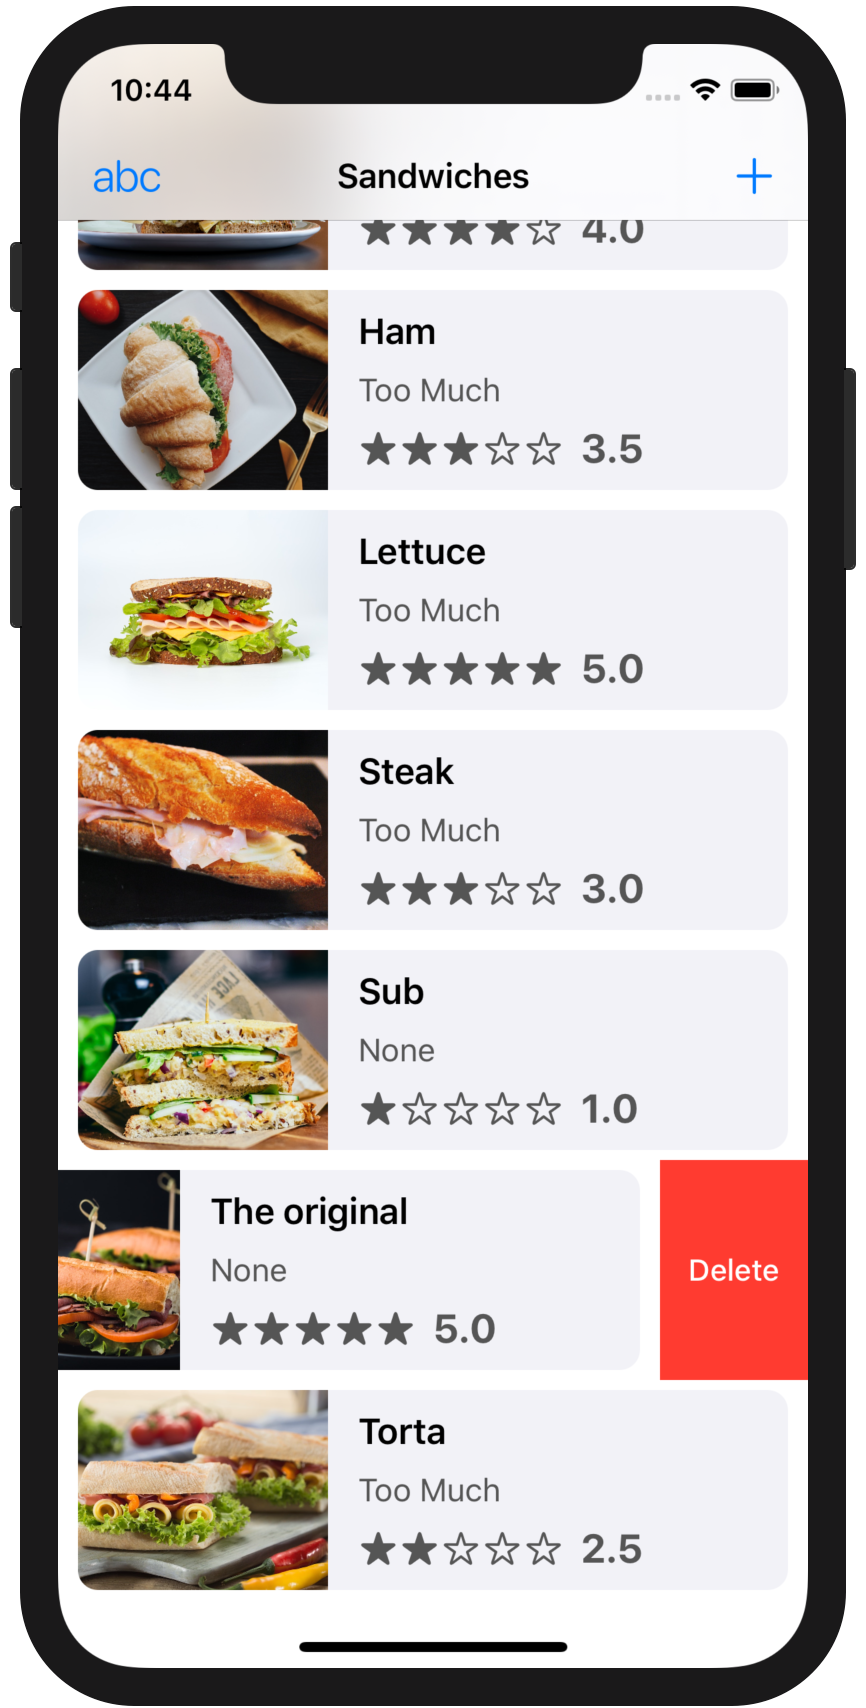 10:44
abc Sandwiches +
4.0
Ham
Too Much
3.5
Lettuce
Too Much
5.0
Steak
Too Much
3.0
Sub
None
1.0
The original
None
5.0
Delete
Torta
Too Much
2.5